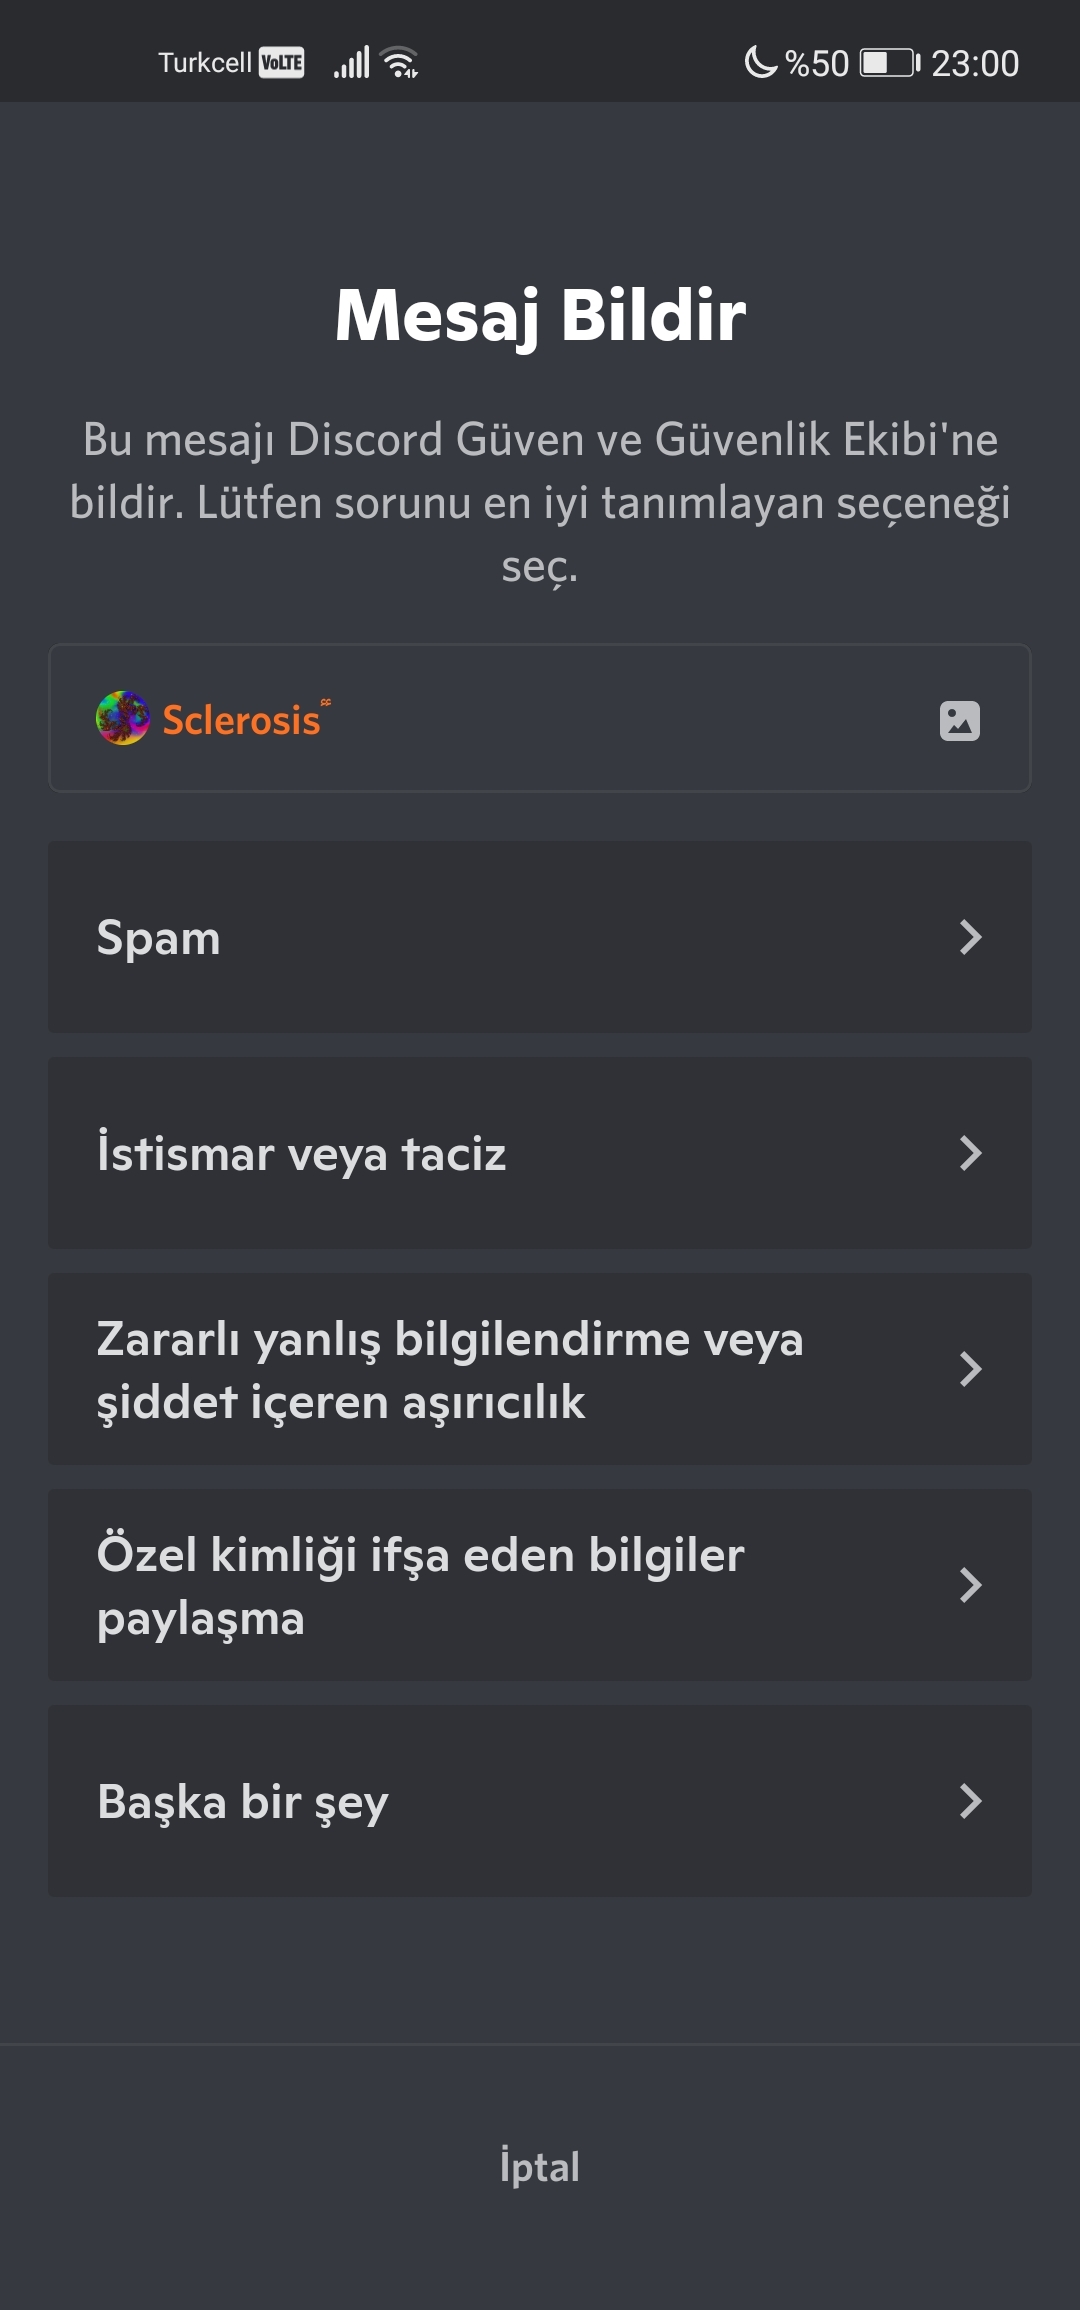 Turkcell VoLTE %50 23:00
Mesaj Bildir
Bu mesajı Discord Güven ve Güvenlik Ekibi'ne
bildir. Lütfen sorunu en iyi tanımlayan seçeneği
seç.
Sclerosis
Spam
İstismar veya taciz
Zararlı yanlış bilgilendirme veya
şiddet içeren aşırıcılık
Özel kimliği ifşa eden bilgiler
paylaşma
Başka bir şey
İptal